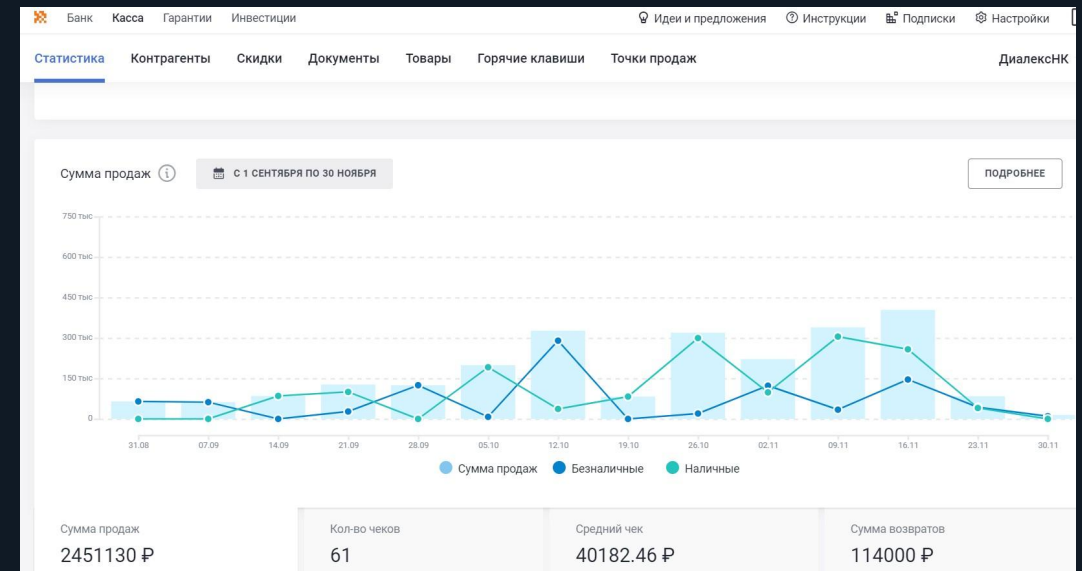 Банк Касса Гарантии Инвестиции Идеи и предложения Инструкции Подписки Настройки
Статистика Контрагенты Скидки Документы Товары Горячие клавиши Точки продаж ДиалексНК
Сумма продаж С 1 СЕНТЯБРЯ ПО 30 НОЯБРЯ ПОДРОБНЕЕ
750 тыс
600 тыс
450 тыс
300 тыс
150 тыс
0
31.08 07.09 14.09 21.09 28.09 05.10 12.10 19.10 26.10 02.11 09.11 16.11 23.11 30.11
Сумма продаж Безналичные Наличные
Сумма продаж Кол-во чеков Средний чек Сумма возвратов
2451130 ₽ 61 40182.46 ₽ 114000 ₽